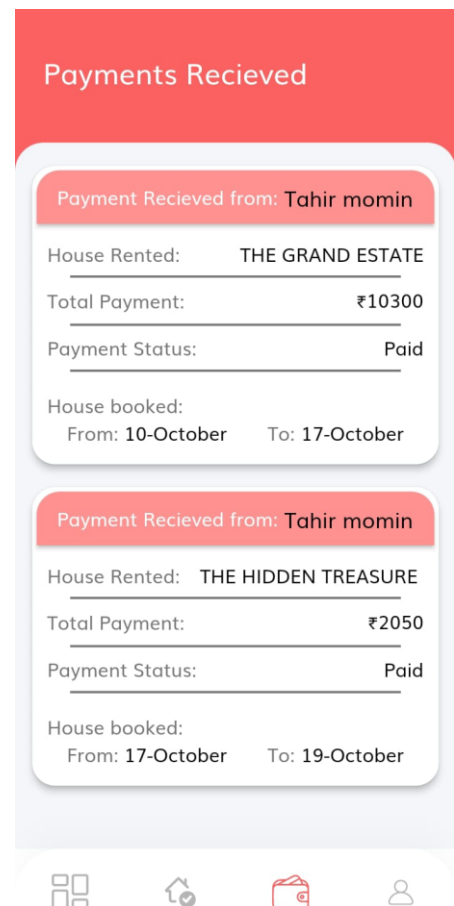 Payments Recieved
Payment Recieved from: Tahir momin
House Rented: THE GRAND ESTATE
Total Payment: ₹10300
Payment Status: Paid
House booked:
From: 10-October To: 17-October
Payment Recieved from: Tahir momin
House Rented: THE HIDDEN TREASURE
Total Payment: ₹2050
Payment Status: Paid
House booked:
From: 17-October To: 19-October